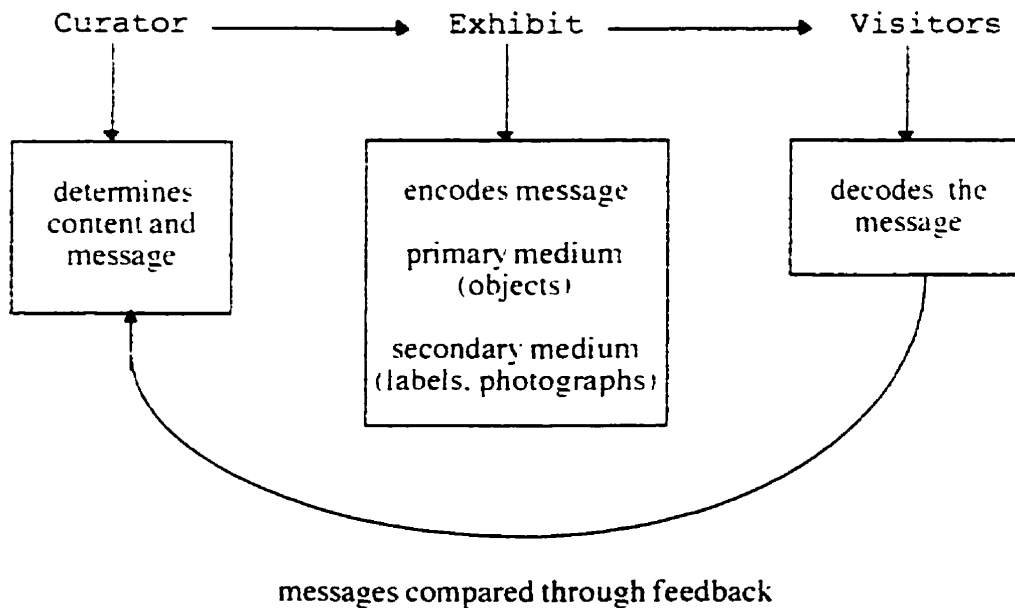 Curator Exhibit Visitors
determines
content and
message
encodes message
primary medium
(objects)
secondary medium
(labels, photographs)
decodes the
message
messages compared through feedback